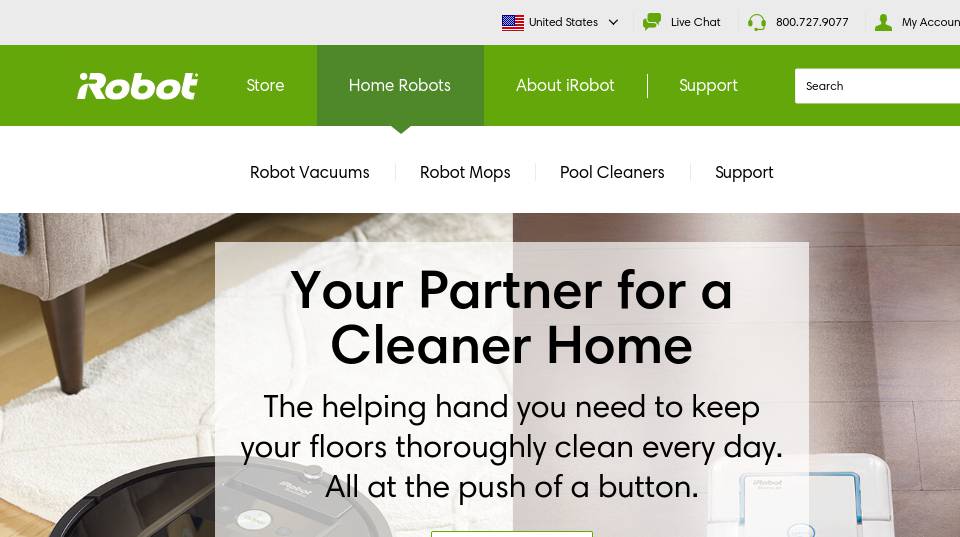 United States
Live Chat
800.727.9077
My Accoun
iRobot
Store
Home Robots
About iRobot
Support
Search
Robot Vacuums
Robot Mops
Pool Cleaners
Support
Your Partner for a
Cleaner Home
The helping hand you need to keep
your floors thoroughly clean every day.
All at the push of a button.
iRobot
iRobot